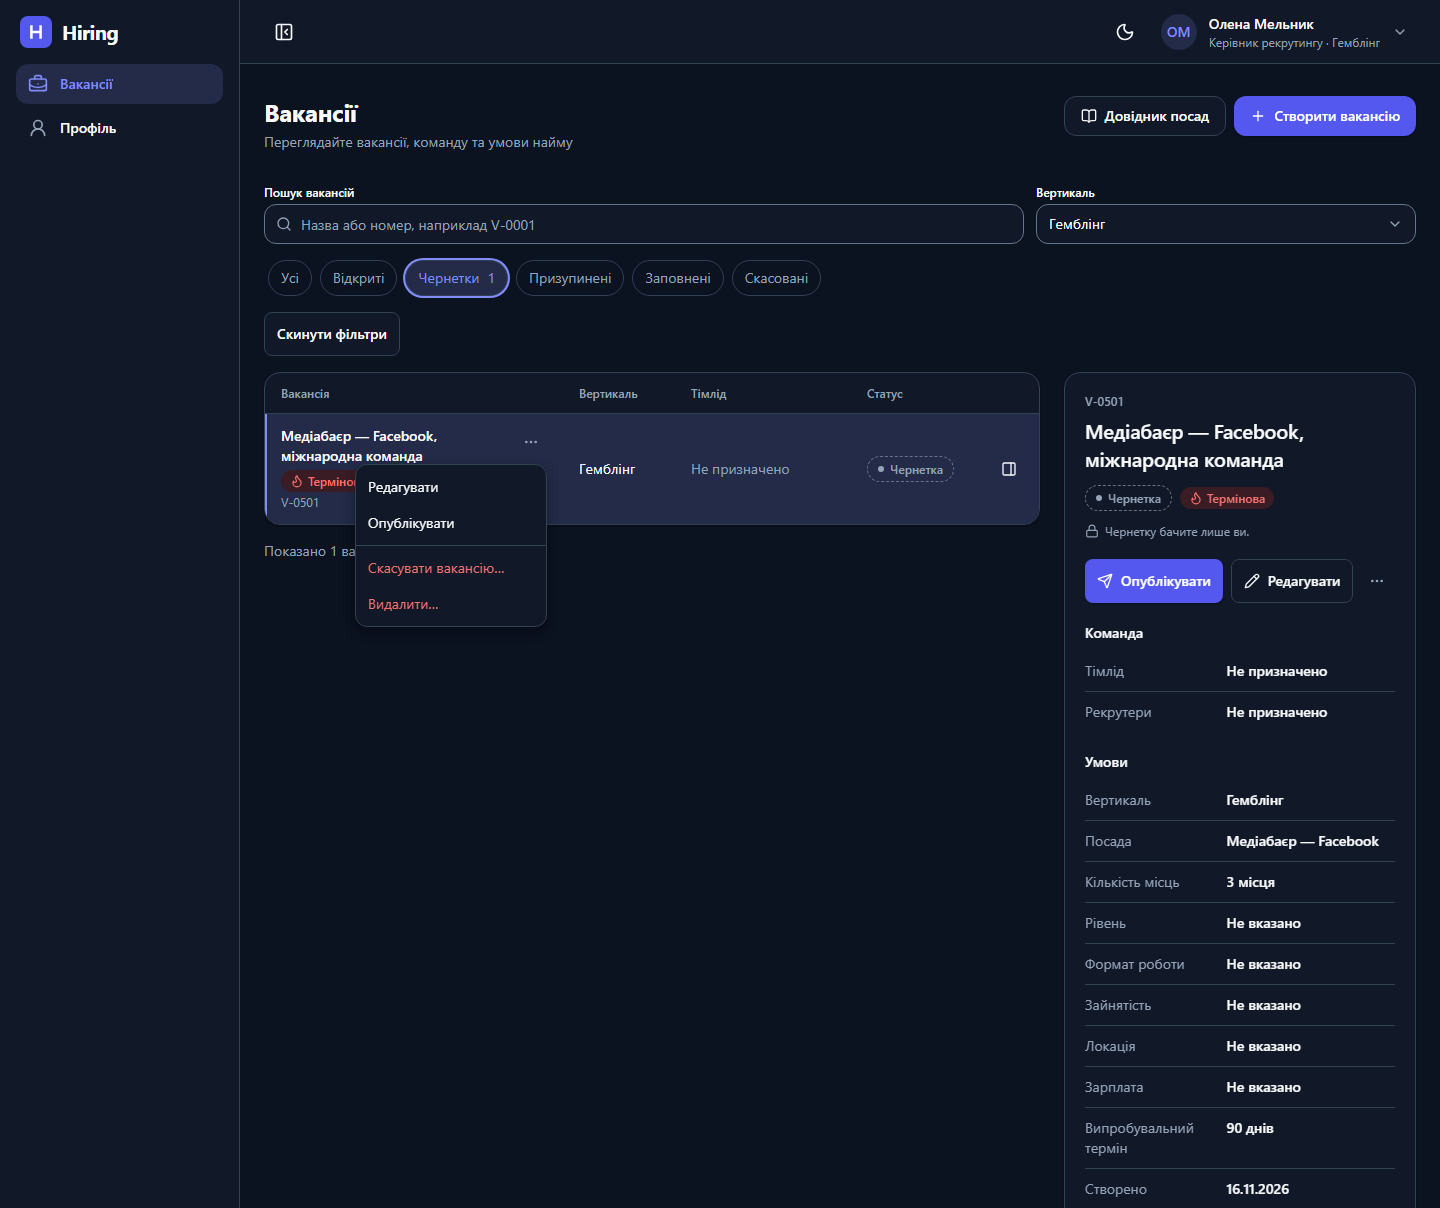 H Hiring
Вакансії
Профіль
ОМ
Олена Мельник
Керівник рекрутингу · Гемблінг
Вакансії
Переглядайте вакансії, команду та умови найму
Довідник посад
Створити вакансію
Пошук вакансій
Назва або номер, наприклад V-0001
Вертикаль
Гемблінг
Усі
Відкриті
Чернетки 1
Призупинені
Заповнені
Скасовані
Скинути фільтри
Вакансія
Вертикаль
Тімлід
Статус
Медіабаєр — Facebook,
міжнародна команда
V-0501
Гемблінг
Не призначено
Чернетка
Показано 1
Редагувати
Опублікувати
Скасувати вакансію...
Видалити...
V-0501
Медіабаєр — Facebook,
міжнародна команда
Чернетка
Термінова
Чернетку бачите лише ви.
Опублікувати
Редагувати
Команда
Тімлід Не призначено
Рекрутери Не призначено
Умови
Вертикаль Гемблінг
Посада Медіабаєр — Facebook
Кількість місць 3 місця
Рівень Не вказано
Формат роботи Не вказано
Зайнятість Не вказано
Локація Не вказано
Зарплата Не вказано
Випробувальний 90 днів
термін
Створено 16.11.2026